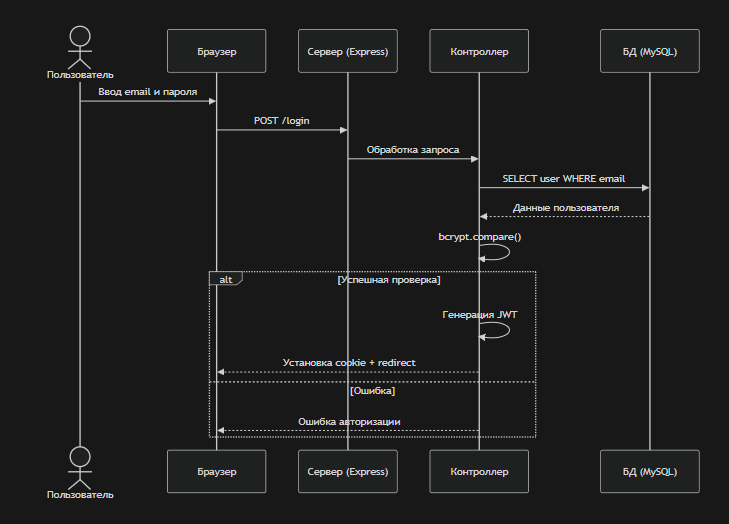 Браузер
Сервер (Express)
Контроллер
БД (MySQL)
Пользователь
Ввод email и пароля
POST /login
Обработка запроса
SELECT user WHERE email
Данные пользователя
bcrypt.compare()
alt
[Успешная проверка]
Генерация JWT
Установка cookie + redirect
[Ошибка]
Ошибка авторизации
Браузер
Сервер (Express)
Контроллер
БД (MySQL)
Пользователь